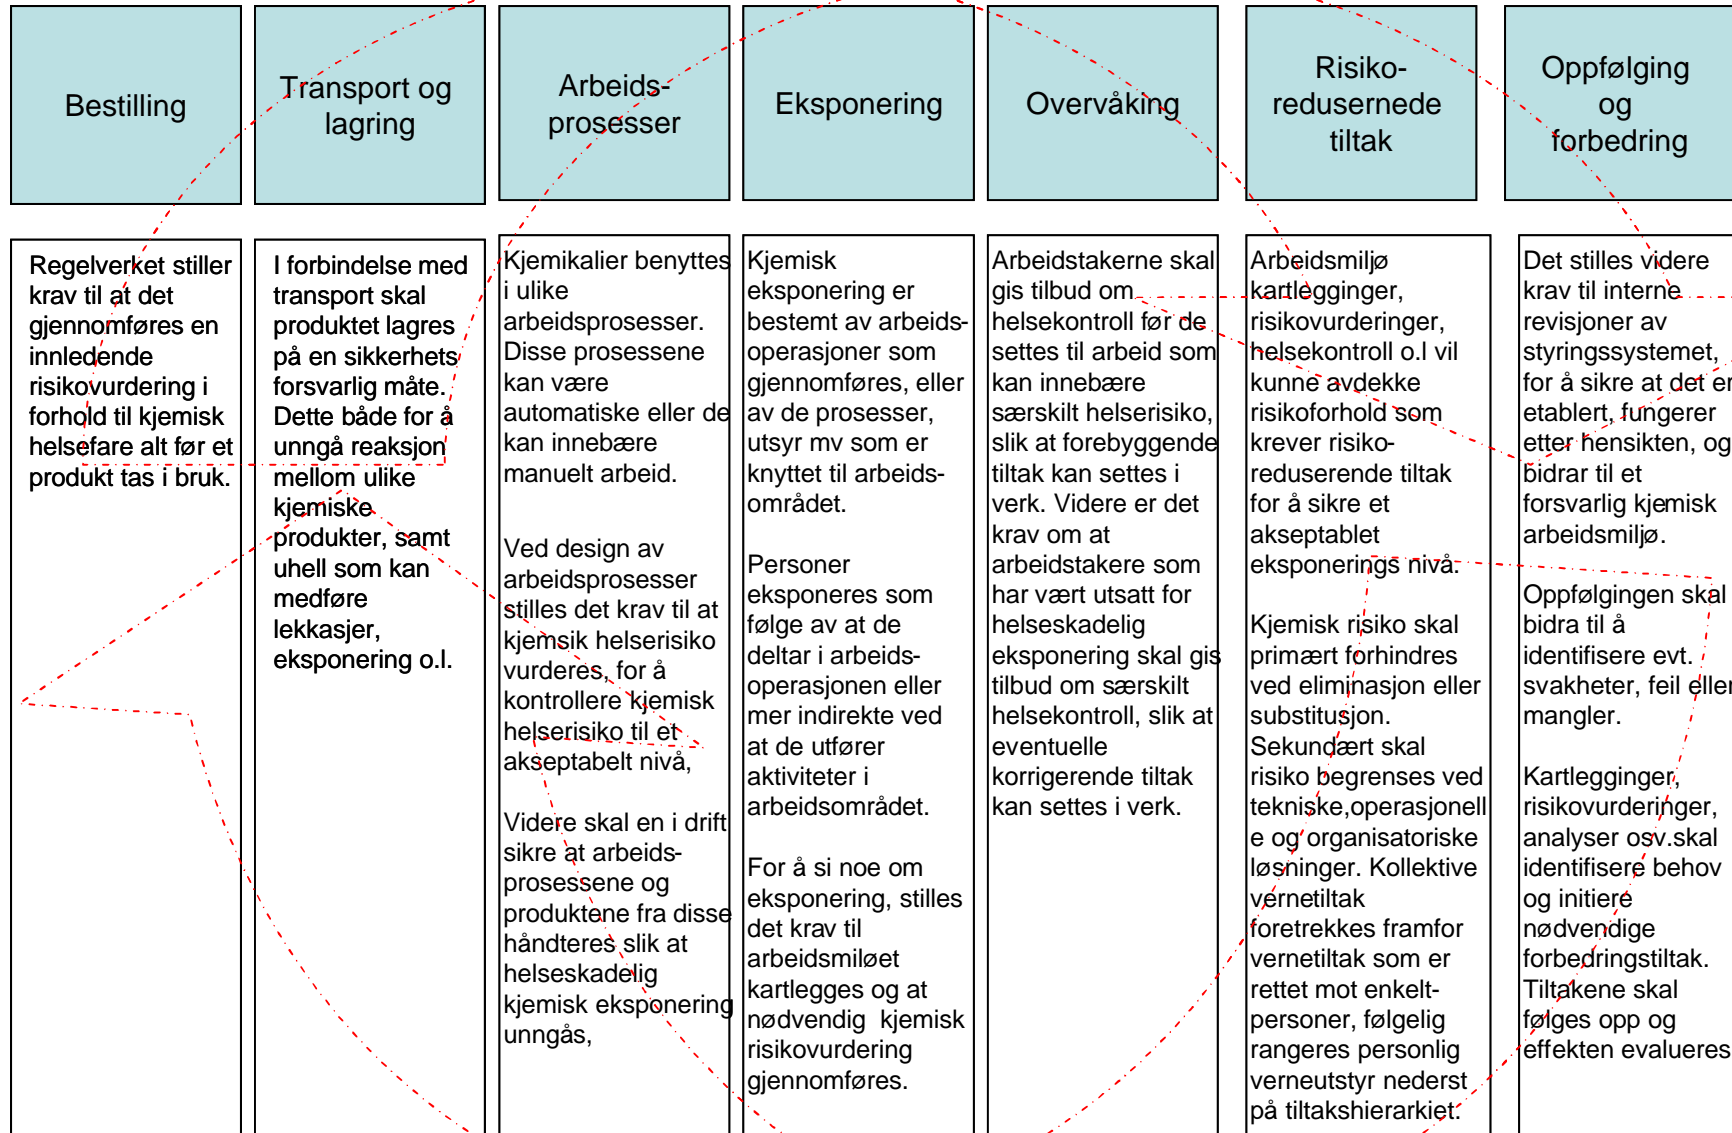 Bestilling
Transport og
lagring
Arbeids-
prosesser
Eksponering
Overvåking
Risiko-
redusernede
tiltak
Oppfølging
og
forbedring
Regelverket stiller
krav til at det
gjennomføres en
innledende
risikovurdering i
forhold til kjemisk
helsefare alt før et
produkt tas i bruk.
I forbindelse med
transport skal
produktet lagres
på en sikkerhets
forsvarlig måte.
Dette både for å
unngå reaksjon
mellom ulike
kjemiske
produkter, samt
uhell som kan
medføre
lekkasjer,
eksponering o.l.
Kjemikalier benyttes
i ulike
arbeidsprosesser.
Disse prosessene
kan være
automatiske eller de
kan innebære
manuelt arbeid.
Ved design av
arbeidsprosesser
stilles det krav til at
kjemsik helserisiko
vurderes, for å
kontrollere kjemisk
helserisiko til et
akseptabelt nivå,
Videre skal en i drift
sikre at arbeids-
prosessene og
produktene fra disse
håndteres slik at
helseskadelig
kjemisk eksponering
unngås,
Kjemisk
eksponering er
bestemt av arbeids-
operasjoner som
gjennomføres, eller
av de prosesser,
utsyr mv som er
knyttet til arbeids-
området.
Personer
eksponeres som
følge av at de
deltar i arbeids-
operasjonen eller
mer indirekte ved
at de utfører
aktiviteter i
arbeidsområdet.
For å si noe om
eksponering, stilles
det krav til
arbeidsmiløet
kartlegges og at
nødvendig kjemisk
risikovurdering
gjennomføres.
Arbeidstakerne skal
gis tilbud om
helsekontroll før de
settes til arbeid som
kan innebære
særskilt helserisiko,
slik at forebyggende
tiltak kan settes i
verk. Videre er det
krav om at
arbeidstakere som
har vært utsatt for
helseskadelig
eksponering skal gis
tilbud om særskilt
helsekontroll, slik at
eventuelle
korrigerende tiltak
kan settes i verk.
Arbeidsmiljø
kartlegginger,
risikovurderinger,
helsekontroll o.l vil
kunne avdekke
risikoforhold som
krever risiko-
reduserende tiltak
for å sikre et
akseptablet
eksponerings nivå.
Kjemisk risiko skal
primært forhindres
ved eliminasjon eller
substitusjon.
Sekundært skal
risiko begrenses ved
tekniske,operasjonell
e og organisatoriske
løsninger. Kollektive
vernetiltak
foretrekkes framfor
vernetiltak som er
rettet mot enkelt-
personer, følgelig
rangeres personlig
verneutstyr nederst
på tiltakshierarkiet.
Det stilles videre
krav til interne
revisjoner av
styringssystemet,
for å sikre at det er
etablert, fungerer
etter hensikten, og
bidrar til et
forsvarlig kjemisk
arbeidsmiljø.
Oppfølgingen skal
bidra til å
identifisere evt.
svakheter, feil eller
mangler.
Kartlegginger,
risikovurderinger,
analyser osv.skal
identifisere behov
og initiere
nødvendige
forbedringstiltak.
Tiltakene skal
følges opp og
effekten evalueres